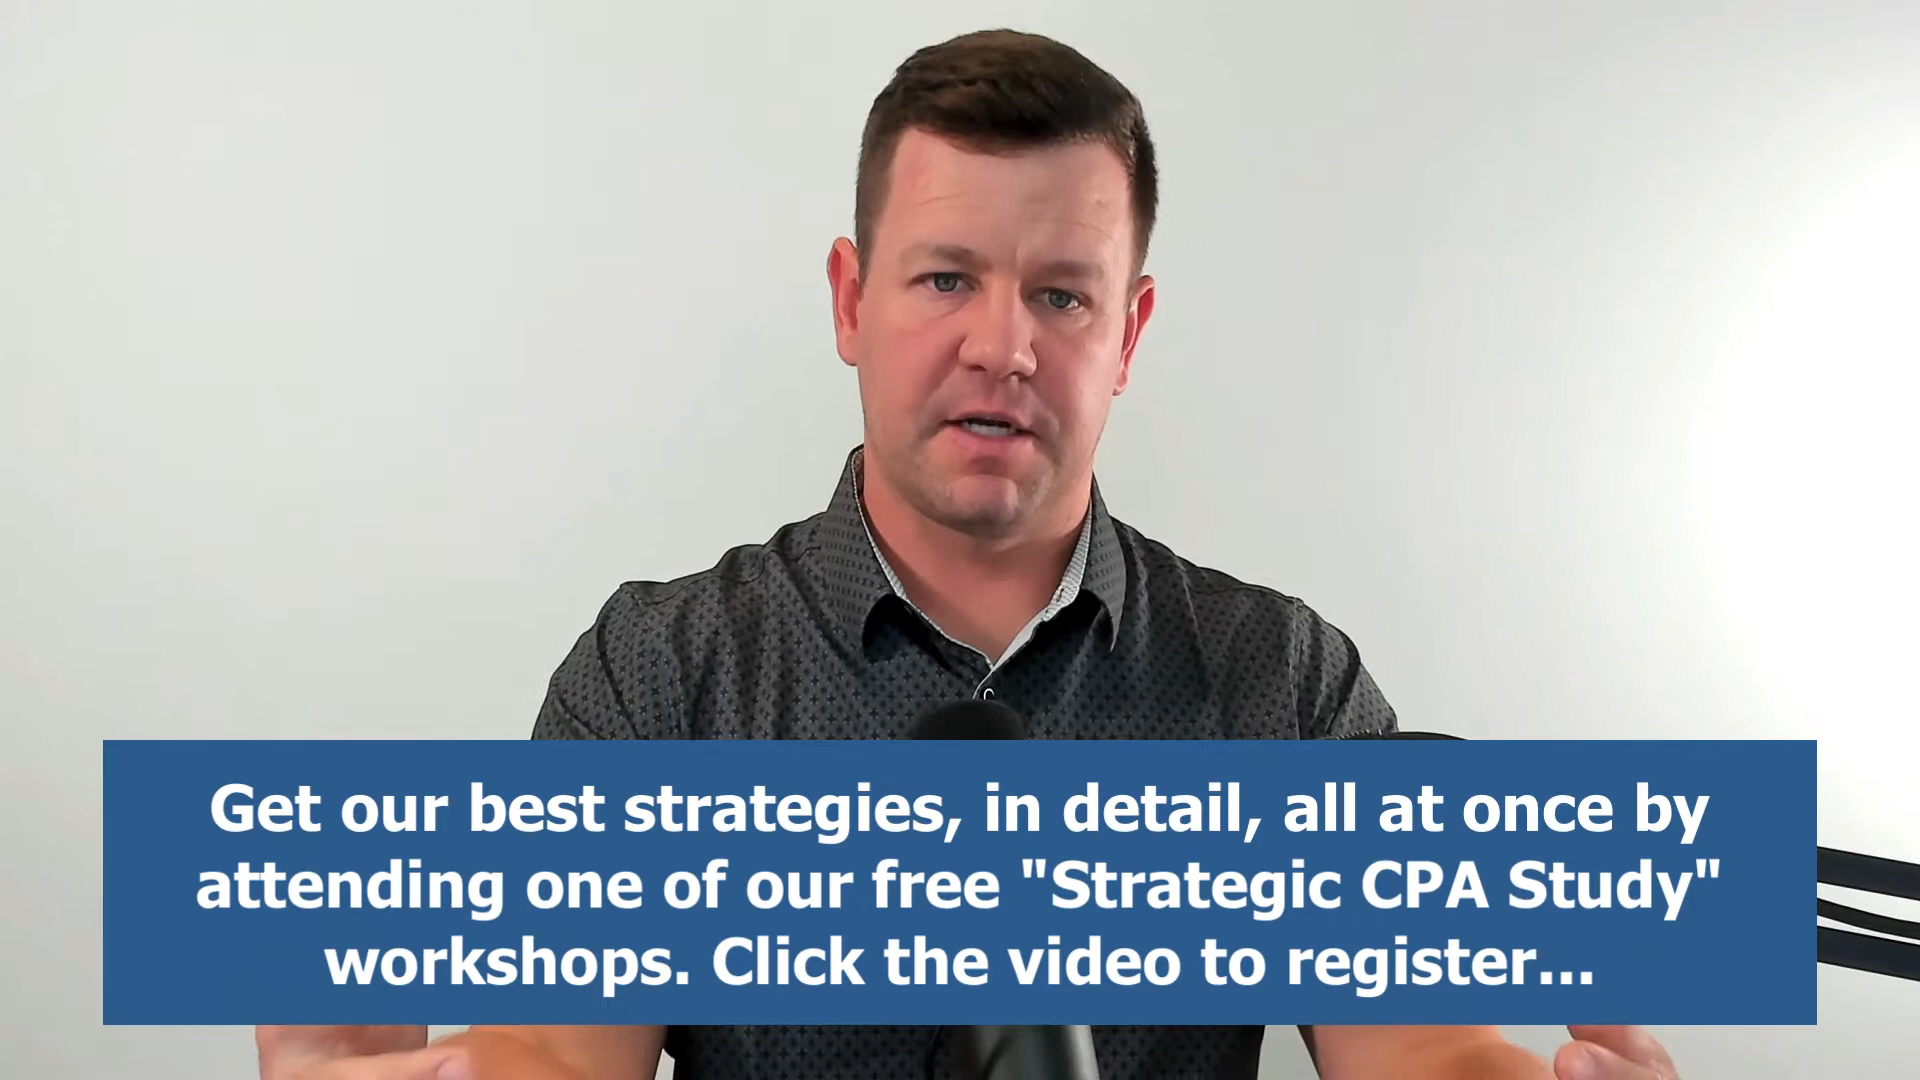 Get our best strategies, in detail, all at once by
attending one of our free "Strategic CPA Study"
workshops. Click the video to register...